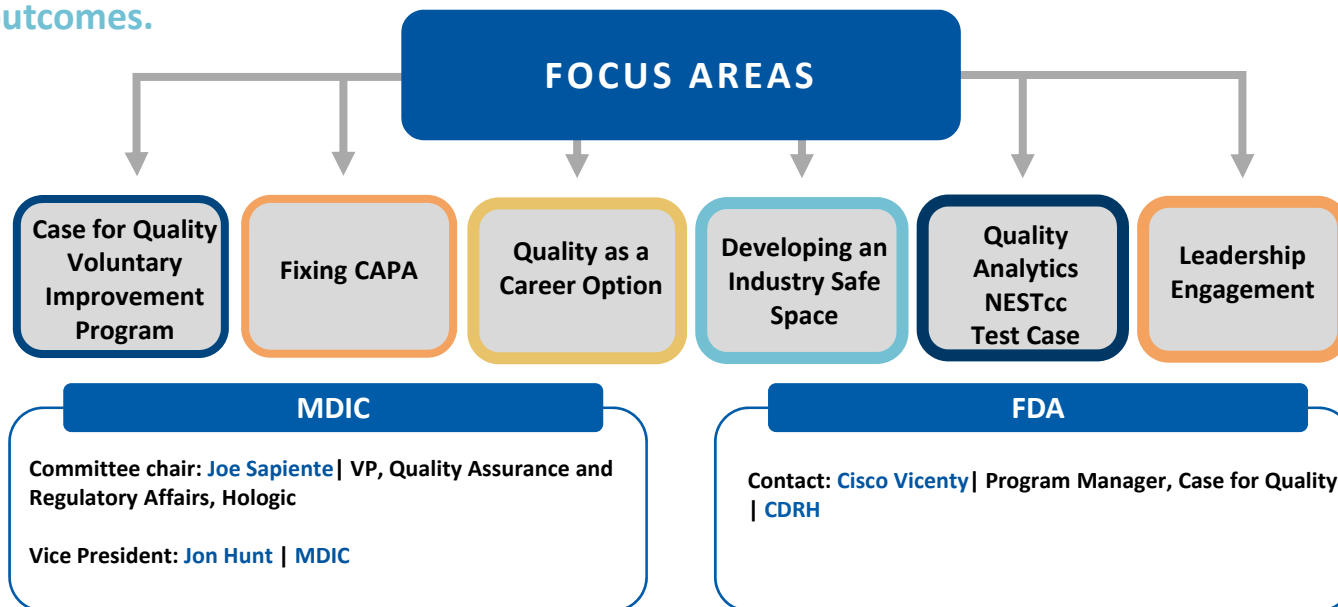 outcomes.
FOCUS AREAS
Case for Quality
Voluntary
Improvement
Program
Fixing CAPA
Quality as a
Career Option
Developing an
Industry Safe
Space
Quality
Analytics
NESTcc
Test Case
Leadership
Engagement
MDIC
Committee chair: Joe Sapiente| VP, Quality Assurance and
Regulatory Affairs, Hologic
Vice President: Jon Hunt | MDIC
FDA
Contact: Cisco Vicenty| Program Manager, Case for Quality
| CDRH